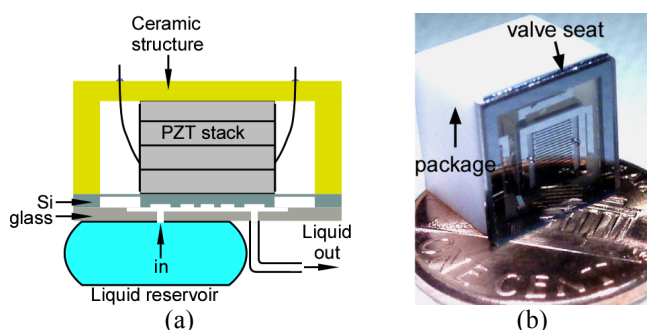 (a)
Ceramic
structure
PZT stack
Si
glass
in
Liquid
out
Liquid reservoir
(b)
valve seat
package
ONE CENT